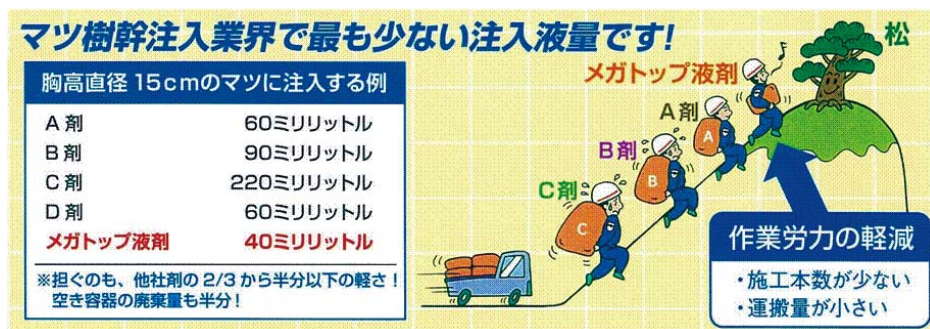 マツ樹幹注入業界で最も少ない注入液量です!
胸高直径15cmのマツに注入する例
A剤 60ミリリットル
B剤 90ミリリットル
C剤 220ミリリットル
D剤 60ミリリットル
メガトップ液剤 40ミリリットル
※担ぐのも、他社剤の2/3から半分以下の軽さ!
空き容器の廃棄量も半分!
松
メガトップ液剤
A剤
A
B剤
B
C剤
C
作業労力の軽減
・施工本数が少ない
・運搬量が小さい